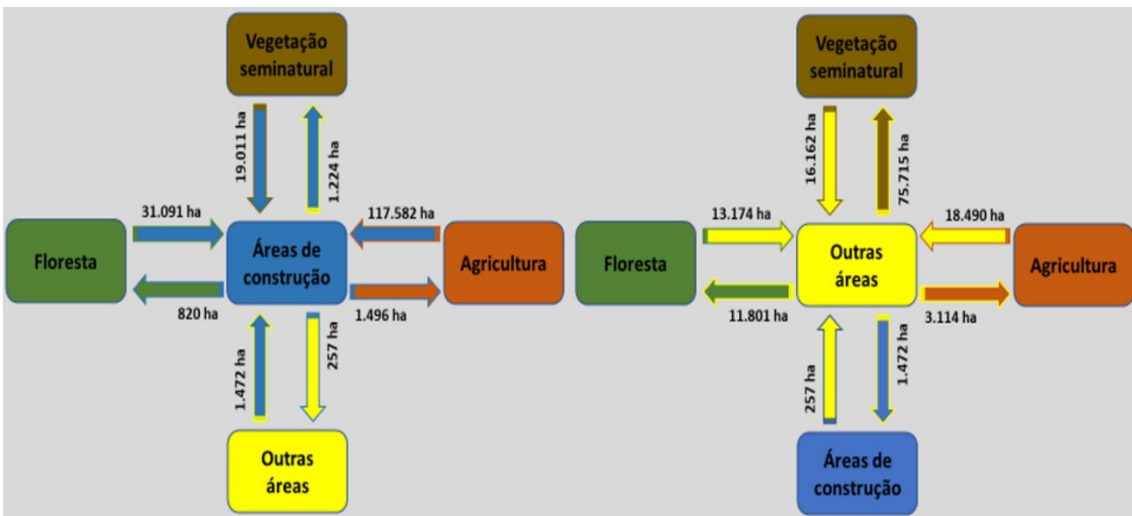 Vegetação
seminatural
19.011 ha
1.224 ha
31.091 ha
117.582 ha
Floresta
Áreas de
construção
Agricultura
820 ha
1.496 ha
1.472 ha
257 ha
Outras
áreas
Vegetação
seminatural
16.162 ha
75.715 ha
13.174 ha
18.490 ha
Floresta
Outras
áreas
Agricultura
11.801 ha
3.114 ha
257 ha
1.472 ha
Áreas de
construção